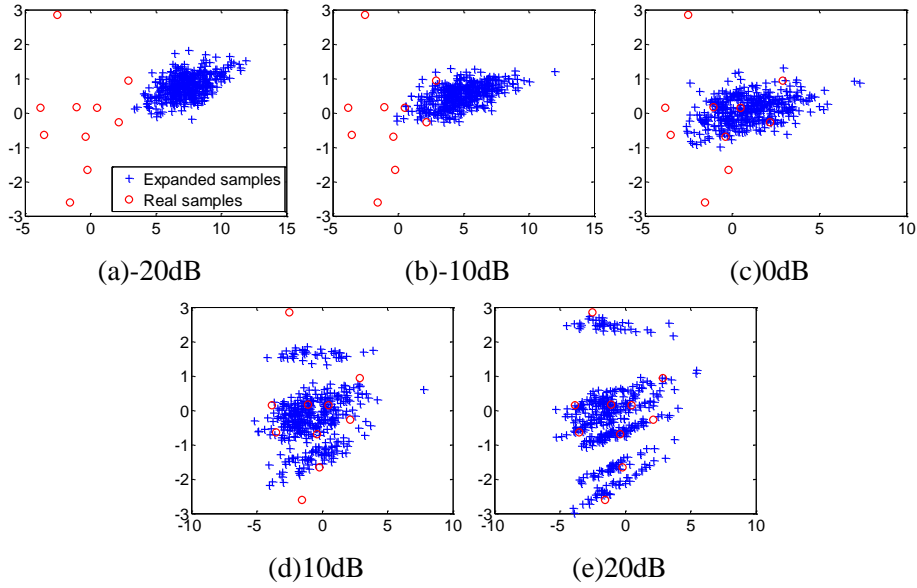 3 3 3
2 2 2
1 1 1
0 0 0
-1 -1 -1
-2 -2 -2
-3 -3 -3
Expanded samples
Real samples
-5 0 5 10 15 -5 0 5 10 15 -5 0 5 10
(a)-20dB (b)-10dB (c)0dB
3 3
2 2
1 1
0 0
-1 -1
-2 -2
-3 -3
-10 -5 0 5 10 -10 -5 0 5 10
(d)10dB (e)20dB